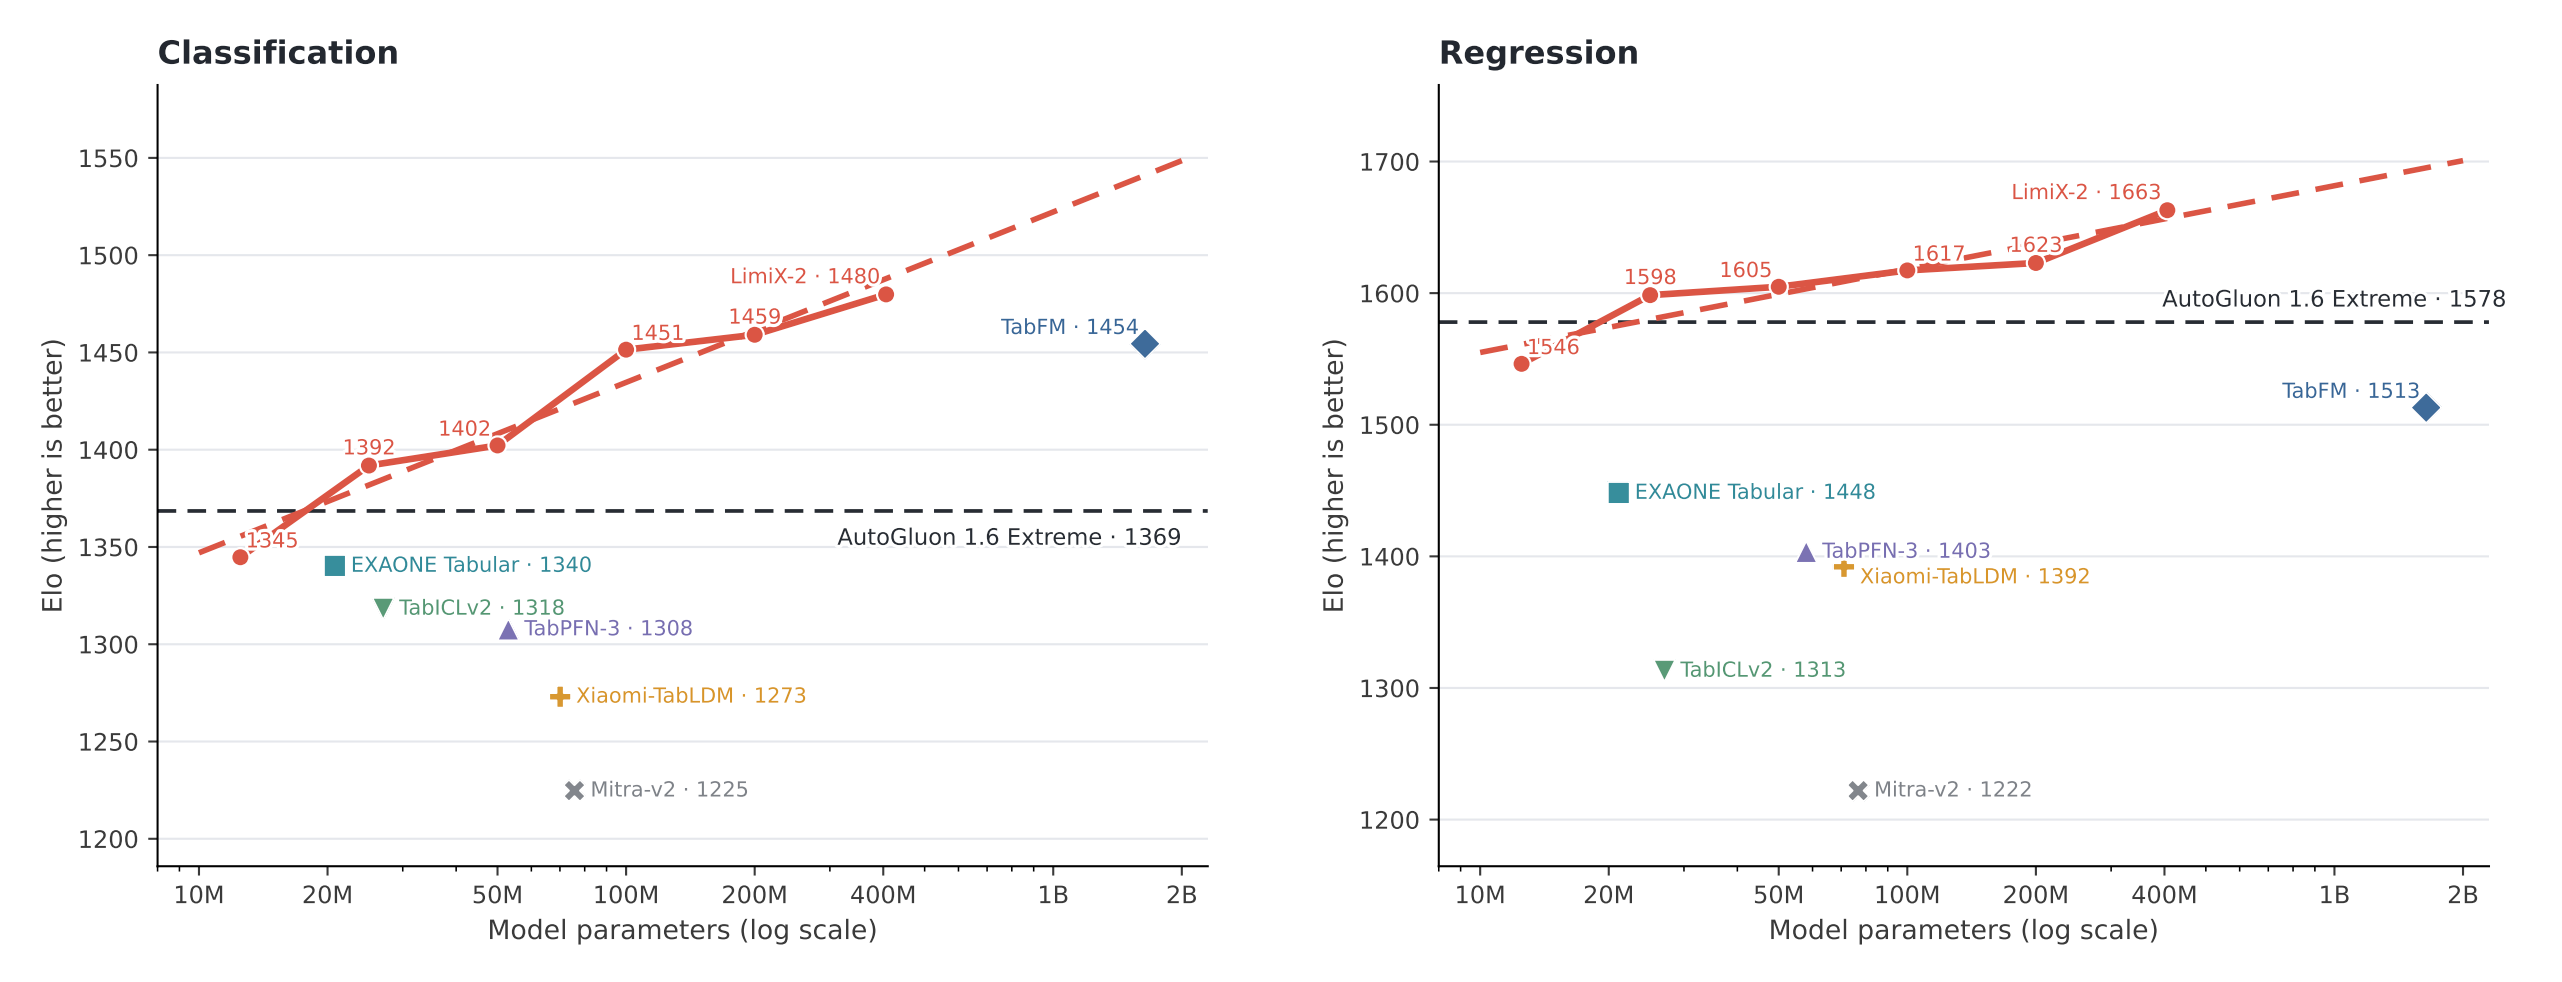 Classification
Elo (higher is better)
1550
1500
1450
1400
1350
1300
1250
1200
LimiX-2 · 1480
1459
1451
1402
1392
1345
TabFM · 1454
AutoGluon 1.6 Extreme · 1369
EXAONE Tabular · 1340
TabICLv2 · 1318
TabPFN-3 · 1308
Xiaomi-TabLDM · 1273
Mitra-v2 · 1225
10M 20M 50M 100M 200M 400M 1B 2B
Model parameters (log scale)
Regression
Elo (higher is better)
1700
1600
1500
1400
1300
1200
LimiX-2 · 1663
1623
1617
1605
1598
1546
AutoGluon 1.6 Extreme · 1578
TabFM · 1513
EXAONE Tabular · 1448
TabPFN-3 · 1403
Xiaomi-TabLDM · 1392
TabICLv2 · 1313
Mitra-v2 · 1222
10M 20M 50M 100M 200M 400M 1B 2B
Model parameters (log scale)